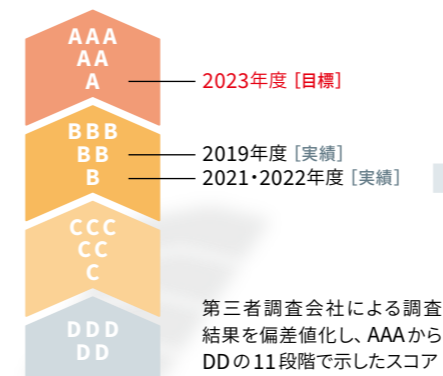 AAA
AA
A
2023年度 [目標]
BBB
BB
2019年度 [実績]
B
2021・2022年度 [実績]
CCC
CC
C
DDD
DD
第三者調査会社による調査
結果を偏差値化し、AAAから
DDの11段階で示したスコア